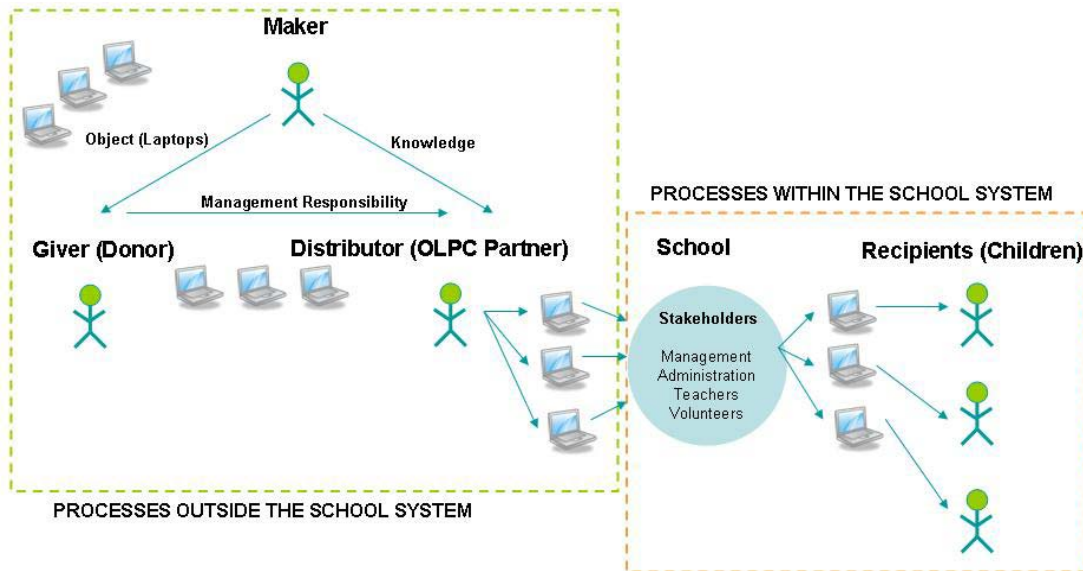 Maker
Object (Laptops)
Knowledge
Management Responsibility
PROCESSES WITHIN THE SCHOOL SYSTEM
Giver (Donor)
Distributor (OLPC Partner)
School
Recipients (Children)
Stakeholders
Management
Administration
Teachers
Volunteers
PROCESSES OUTSIDE THE SCHOOL SYSTEM